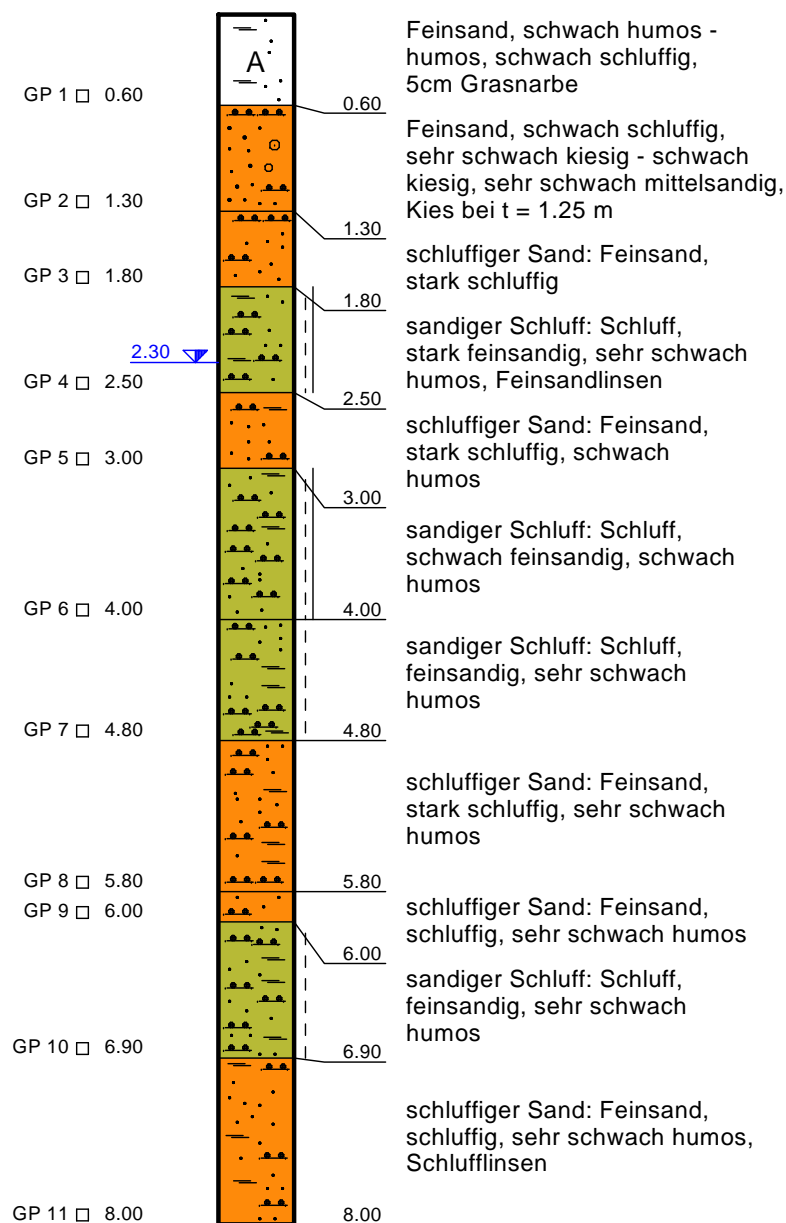 Feinsand, schwach humos -
humos, schwach schluffig,
5cm Grasnarbe
A
GP 1 0.60
0.60
Feinsand, schwach schluffig,
sehr schwach kiesig - schwach
kiesig, sehr schwach mittelsandig,
Kies bei t = 1.25 m
GP 2 1.30
1.30
schluffiger Sand: Feinsand,
stark schluffig
GP 3 1.80
1.80
sandiger Schluff: Schluff,
stark feinsandig, sehr schwach
humos, Feinsandlinsen
2.30
GP 4 2.50
2.50
schluffiger Sand: Feinsand,
stark schluffig, schwach
humos
GP 5 3.00
3.00
sandiger Schluff: Schluff,
schwach feinsandig, schwach
humos
GP 6 4.00
4.00
sandiger Schluff: Schluff,
feinsandig, sehr schwach
humos
GP 7 4.80
4.80
schluffiger Sand: Feinsand,
stark schluffig, sehr schwach
humos
GP 8 5.80
5.80
GP 9 6.00
schluffiger Sand: Feinsand,
schluffig, sehr schwach humos
6.00
sandiger Schluff: Schluff,
feinsandig, sehr schwach
humos
GP 10 6.90
6.90
schluffiger Sand: Feinsand,
schluffig, sehr schwach humos,
Schlufflinsen
GP 11 8.00
8.00